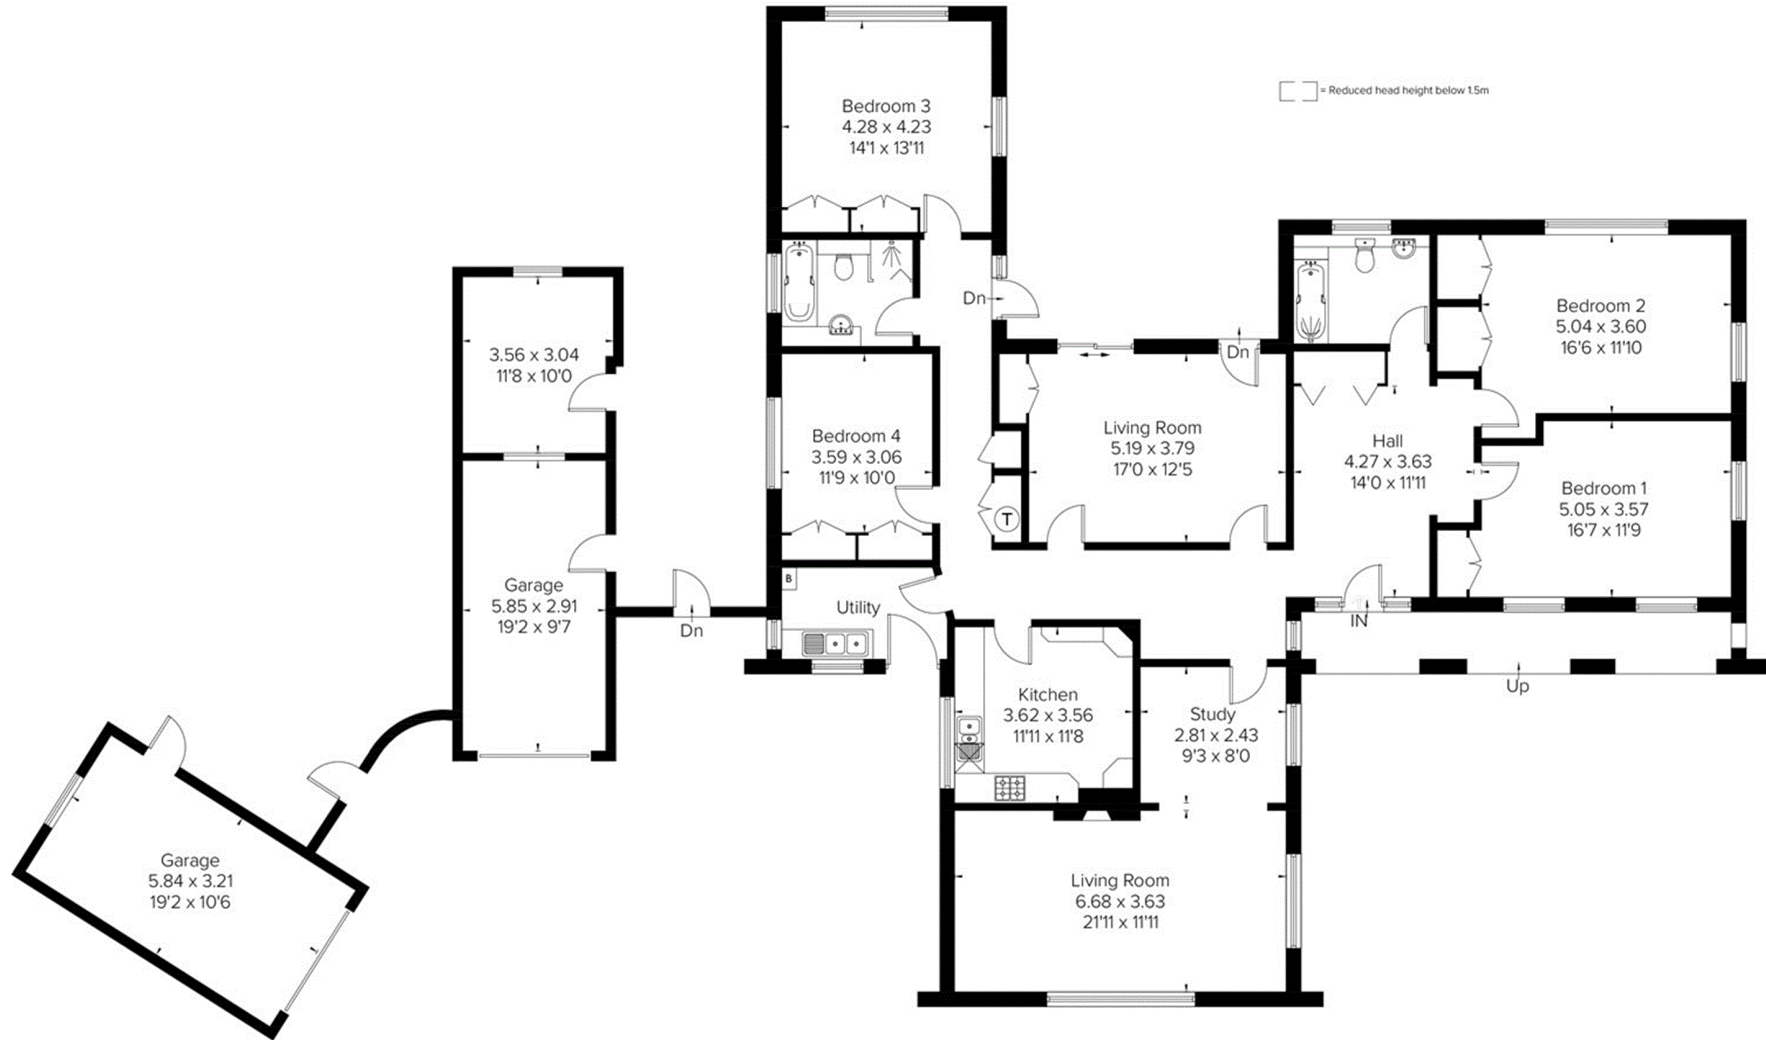 = Reduced head height below 1.5m
Bedroom 3
4.28 x 4.23
14'1 x 13'11
Dn
3.56 x 3.04
11'8 x 10'0
Bedroom 4
3.59 x 3.06
11'9 x 10'0
Dn
Living Room
5.19 x 3.79
17'0 x 12'5
T
Hall
4.27 x 3.63
14'0 x 11'11
Bedroom 2
5.04 x 3.60
16'6 x 11'10
Bedroom 1
5.05 x 3.57
16'7 x 11'9
Garage
5.85 x 2.91
19'2 x 9'7
Dn
B
Utility
IN
Up
Kitchen
3.62 x 3.56
11'11 x 11'8
Study
2.81 x 2.43
9'3 x 8'0
Garage
5.84 x 3.21
19'2 x 10'6
Living Room
6.68 x 3.63
21'11 x 11'11